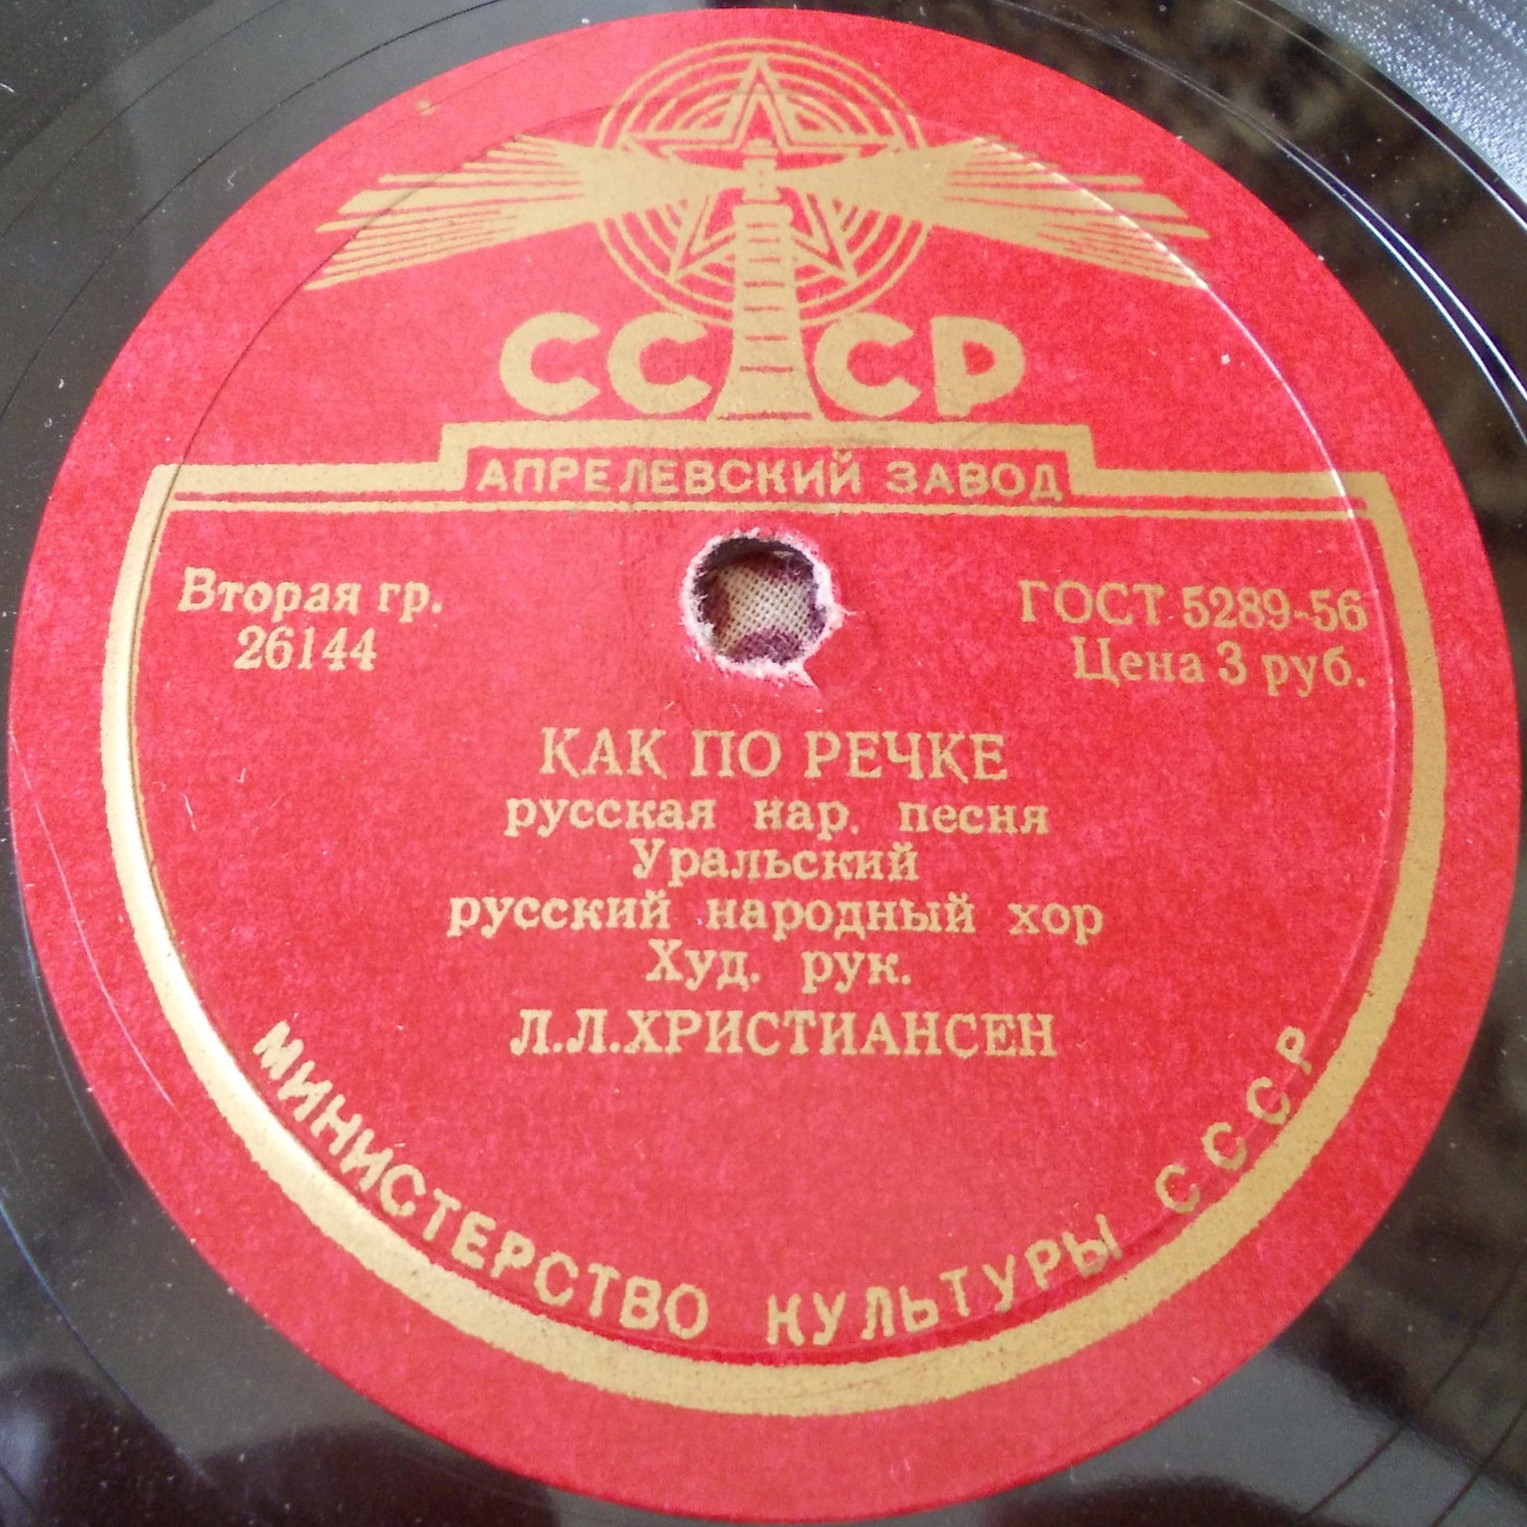 СССР
АПРЕЛЕВСКИЙ ЗАВОД
Вторая гр.
26144
ГОСТ 5289-56
Цена 3 руб.
КАК ПО РЕЧКЕ
русская нар. песня
Уральский
русский народный хор
Худ. рук.
Л.Л.ХРИСТИАНСЕН
МИНИСТЕРСТВО КУЛЬТУРЫ СССР